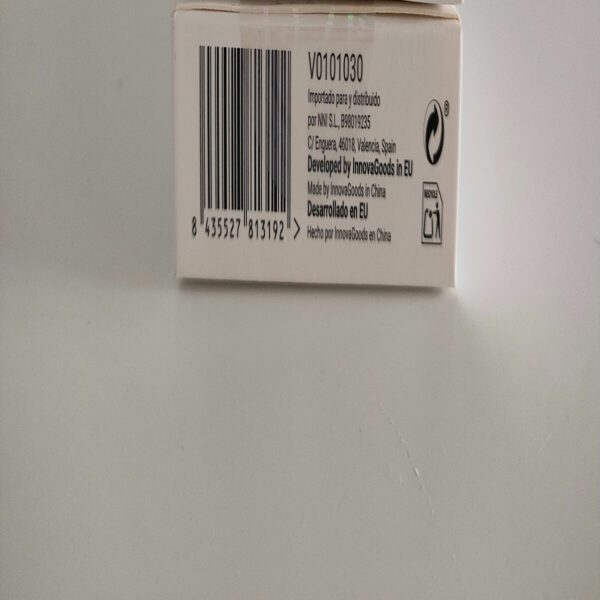 V0101030
Importado para y distribuido
por NNI S.L., B98019235
C/ Enguera, 46018, Valencia, Spain
Developed by InnovaGoods in EU
Made by InnovaGoods in China
Desarrollado en EU
Hecho por InnovaGoods en China
8 435527 813192 >
®
RECYCLE